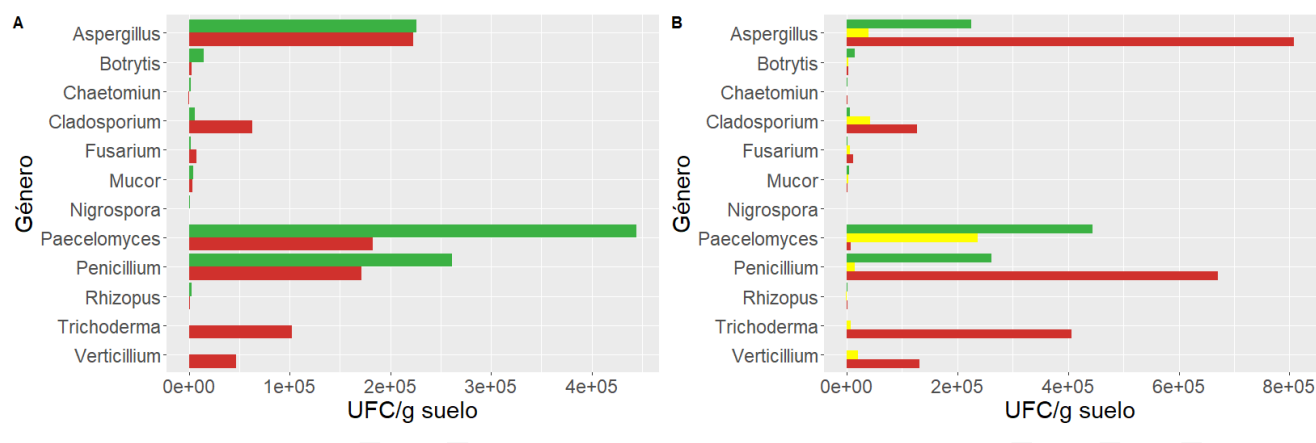 A
Género
Aspergillus
Botrytis
Chaetomiun
Cladosporium
Fusarium
Mucor
Nigrospora
Paecelomyces
Penicillium
Rhizopus
Trichoderma
Verticillium
0e+00 1e+05 2e+05 3e+05 4e+05
UFC/g suelo
B
Género
Aspergillus
Botrytis
Chaetomiun
Cladosporium
Fusarium
Mucor
Nigrospora
Paecelomyces
Penicillium
Rhizopus
Trichoderma
Verticillium
0e+00 2e+05 4e+05 6e+05 8e+05
UFC/g suelo